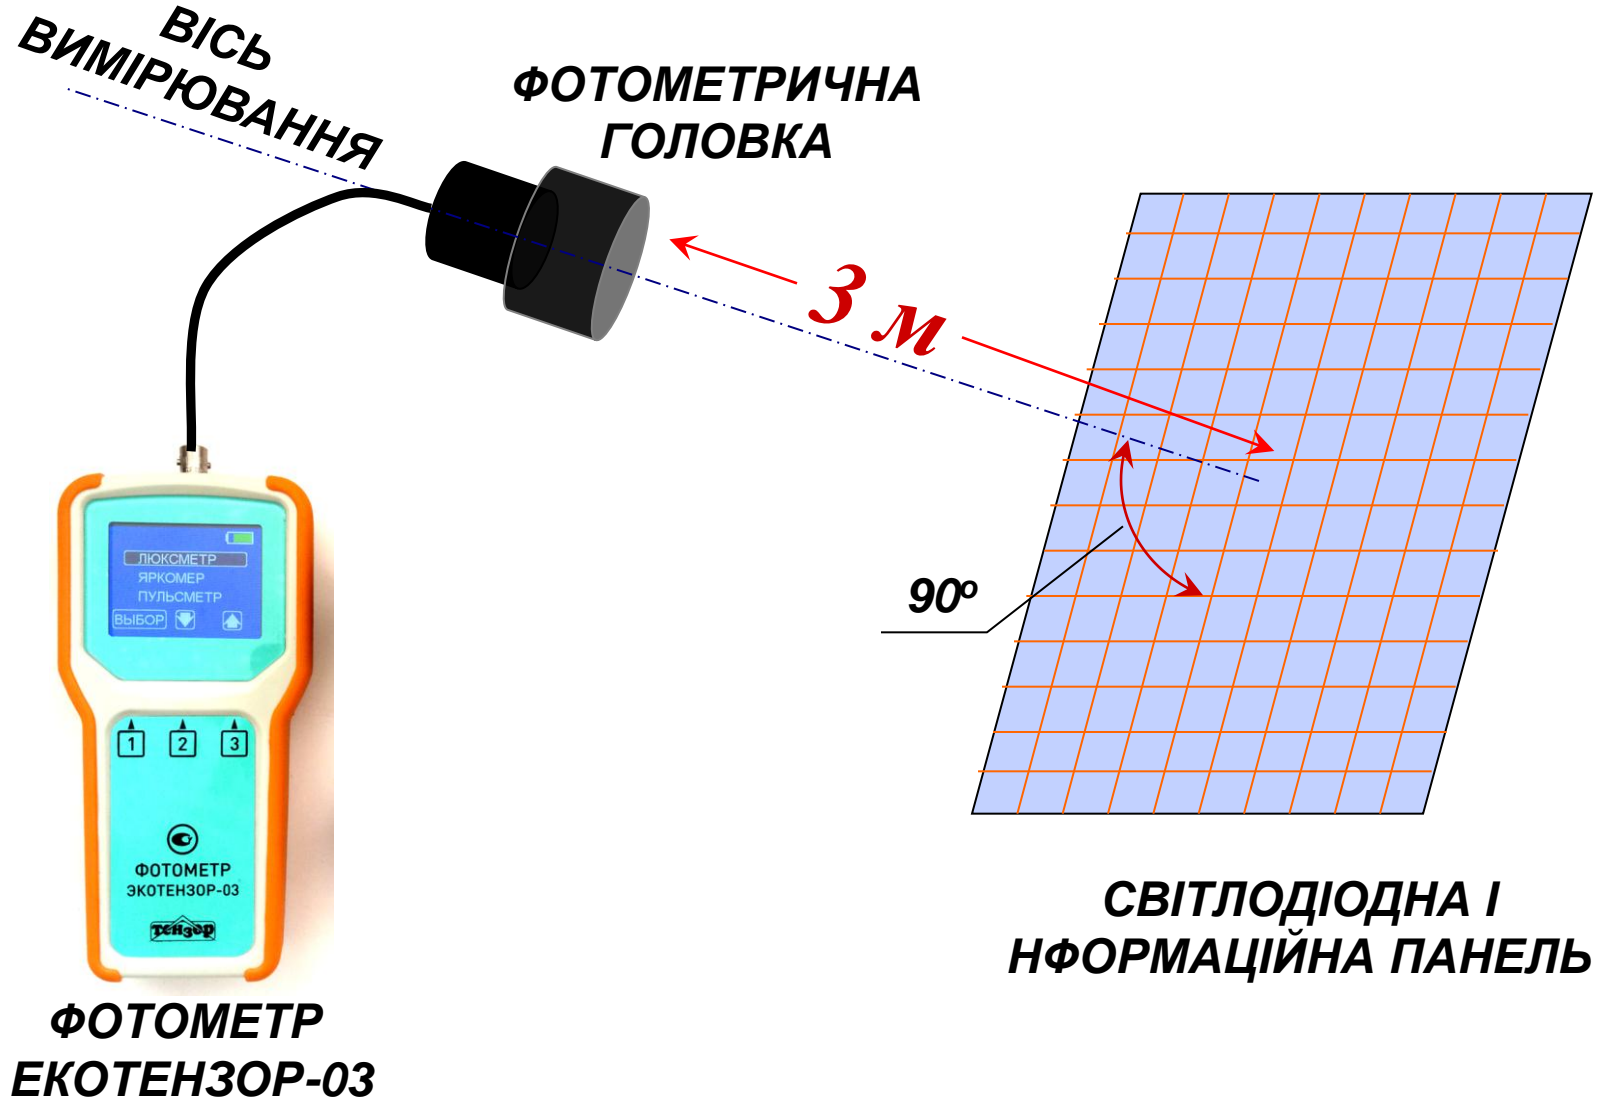 ВІСЬ
ВИМІРЮВАННЯ
ФОТОМЕТРИЧНА
ГОЛОВКА
3 м
90º
ЛЮКСМЕТР
ЯРКОМЕР
ПУЛЬСМЕТР
ВЫБОР
1 2 3
ФОТОМЕТР
ЭКОТЕНЗОР-03
ТЕНЗОР
СВІТЛОДІОДНА І
НФОРМАЦІЙНА ПАНЕЛЬ
ФОТОМЕТР
ЕКОТЕНЗОР-03